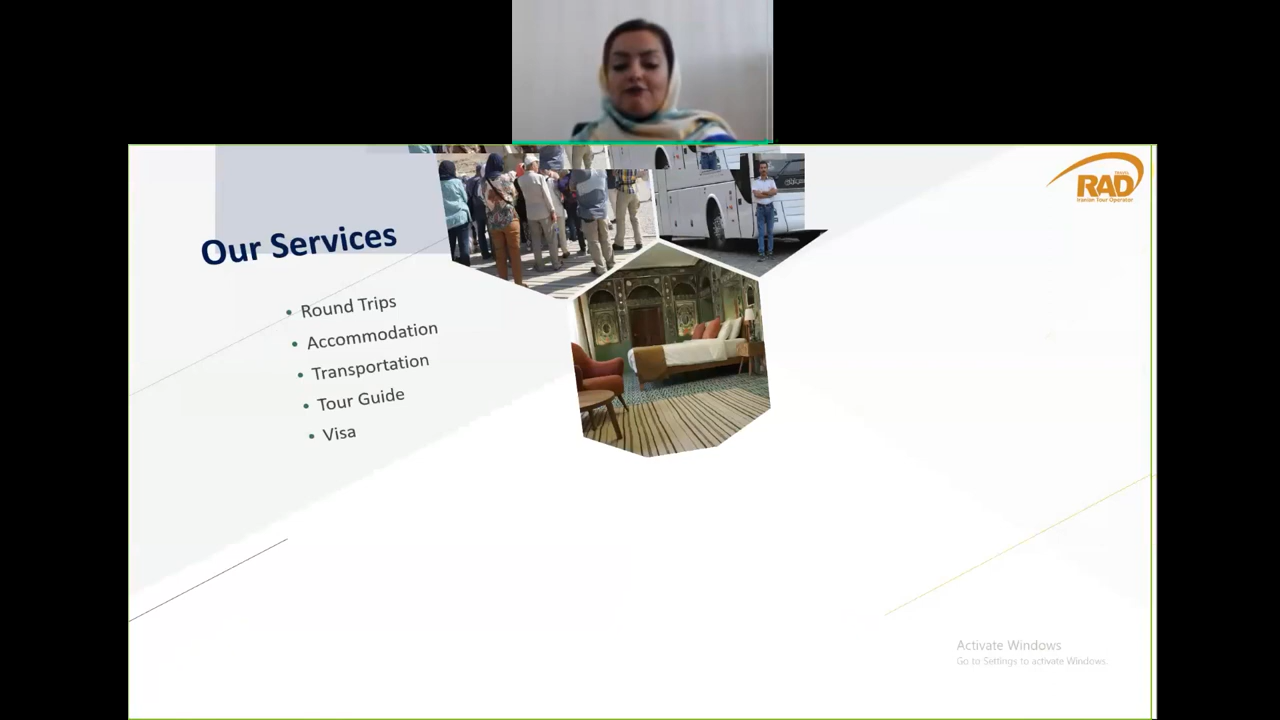 TRAVEL
RAD
Iranian Tour Operator
Our Services
• Round Trips
• Accommodation
• Transportation
• Tour Guide
• Visa
Activate Windows
Go to Settings to activate Windows.